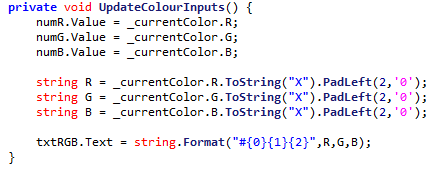 private void UpdateColourInputs() {
numR.Value = _currentColor.R;
numG.Value = _currentColor.G;
numB.Value = _currentColor.B;
string R = _currentColor.R.ToString("X").PadLeft(2,'0');
string G = _currentColor.G.ToString("X").PadLeft(2,'0');
string B = _currentColor.B.ToString("X").PadLeft(2,'0');
txtRGB.Text = string.Format("#{0}{1}{2}",R,G,B);
}